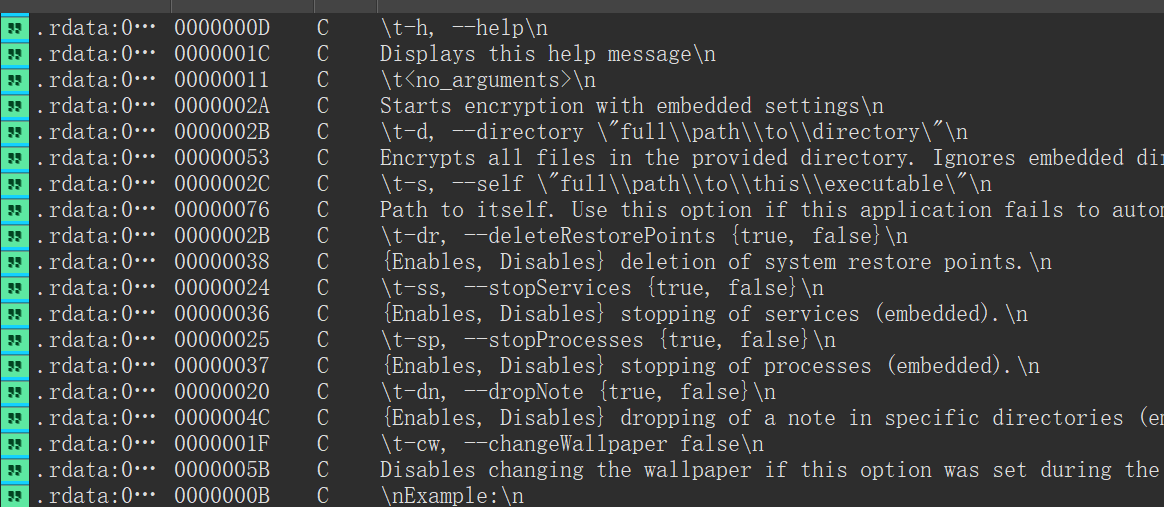 .rdata:0… 0000000D C \t-h, --help\n
.rdata:0… 0000001C C Displays this help message\n
.rdata:0… 00000011 C \t<no_arguments>\n
.rdata:0… 0000002A C Starts encryption with embedded settings\n
.rdata:0… 0000002B C \t-d, --directory \"full\\path\\to\\directory\"\n
.rdata:0… 00000053 C Encrypts all files in the provided directory. Ignores embedded di
.rdata:0… 0000002C C \t-s, --self \"full\\path\\to\\this\\executable\"\n
.rdata:0… 00000076 C Path to itself. Use this option if this application fails to autom
.rdata:0… 0000002B C \t-dr, --deleteRestorePoints {true, false}\n
.rdata:0… 00000038 C {Enables, Disables} deletion of system restore points.\n
.rdata:0… 00000024 C \t-ss, --stopServices {true, false}\n
.rdata:0… 00000036 C {Enables, Disables} stopping of services (embedded).\n
.rdata:0… 00000025 C \t-sp, --stopProcesses {true, false}\n
.rdata:0… 00000037 C {Enables, Disables} stopping of processes (embedded).\n
.rdata:0… 00000020 C \t-dn, --dropNote {true, false}\n
.rdata:0… 0000004C C {Enables, Disables} dropping of a note in specific directories (em
.rdata:0… 0000001F C \t-cw, --changeWallpaper false\n
.rdata:0… 0000005B C Disables changing the wallpaper if this option was set during the
.rdata:0… 0000000B C \nExample:\n